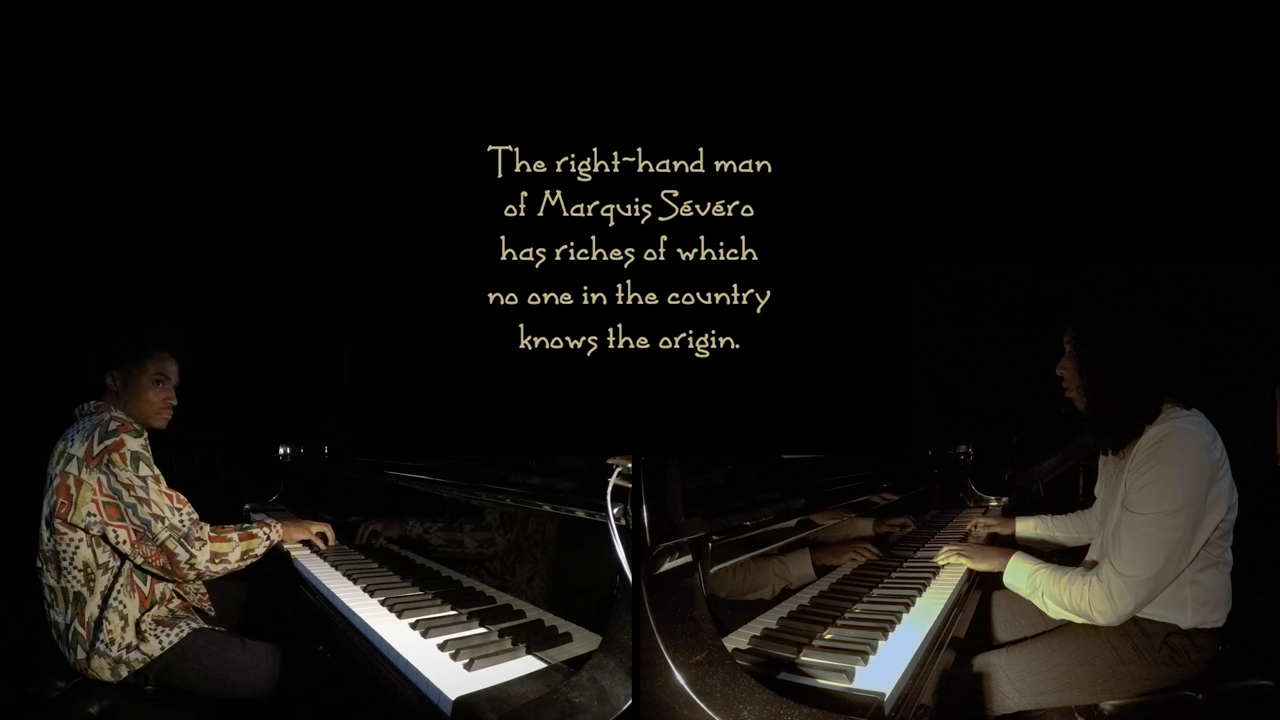 The right-hand man
of Marquis Sévéro
has riches of which
no one in the country
knows the origin.